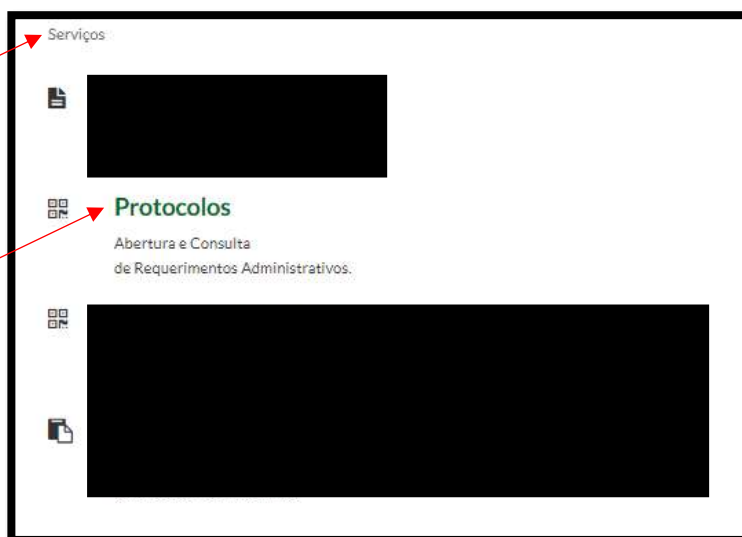 Serviços
Protocolos
Abertura e Consulta
de Requerimentos Administrativos.